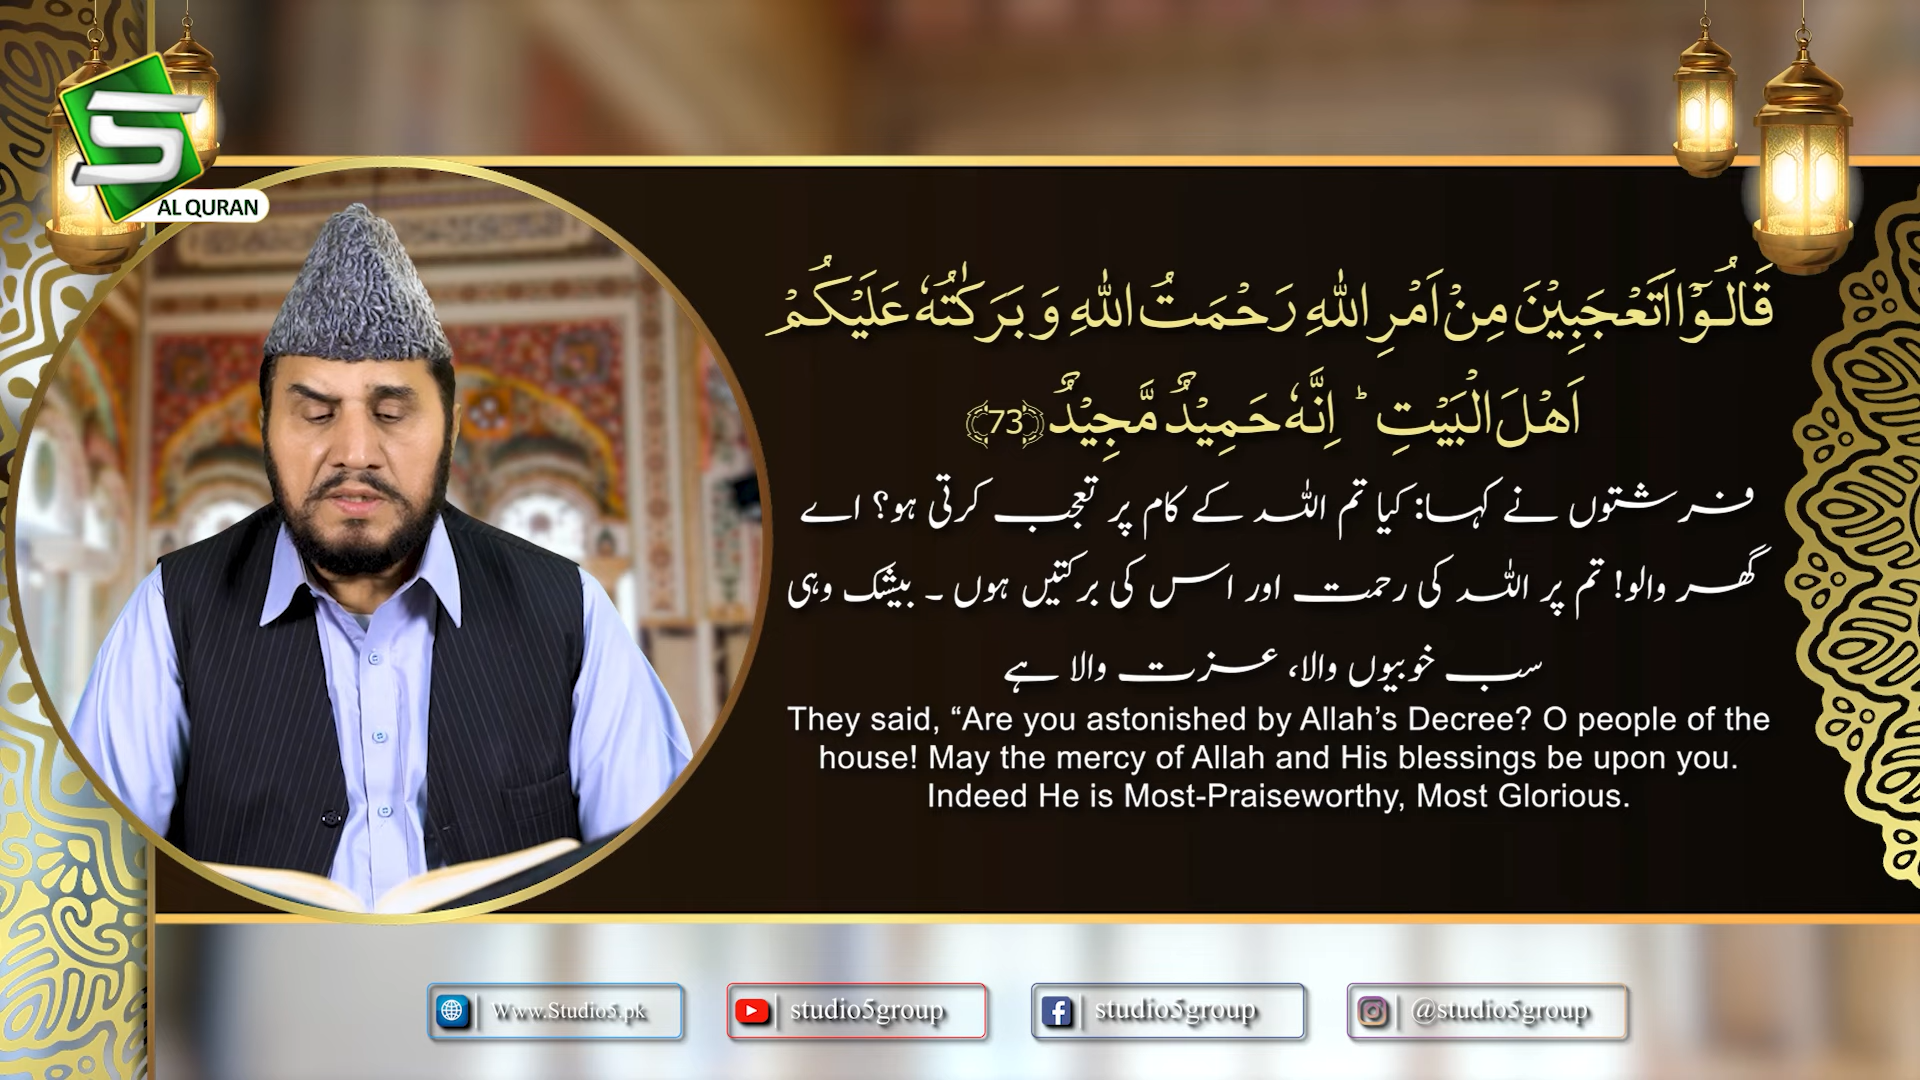 5
AL QURAN
قَالُوْۤا اَتَعْجَبِیْنَ مِنْ اَمْرِ اللّٰهِ رَحْمَتُ اللّٰهِ وَ بَرَكٰتُهٗ عَلَیْكُمْ
اَهْلَ الْبَیْتِ ؕ اِنَّهٗ حَمِیْدٌ مَّجِیْدٌ ﴿73﴾
فرشتوں نے کہا: کیا تم اللہ کے کام پر تعجب کرتی ہو؟ اے
گھر والو! تم پر اللہ کی رحمت اور اس کی برکتیں ہوں ۔ بیشک وہی
سب خوبیوں والا، عزت والا ہے
They said, “Are you astonished by Allah’s Decree? O people of the
house! May the mercy of Allah and His blessings be upon you.
Indeed He is Most-Praiseworthy, Most Glorious.
Www.Studio5.pk
studio5group
studio5group
@studio5group